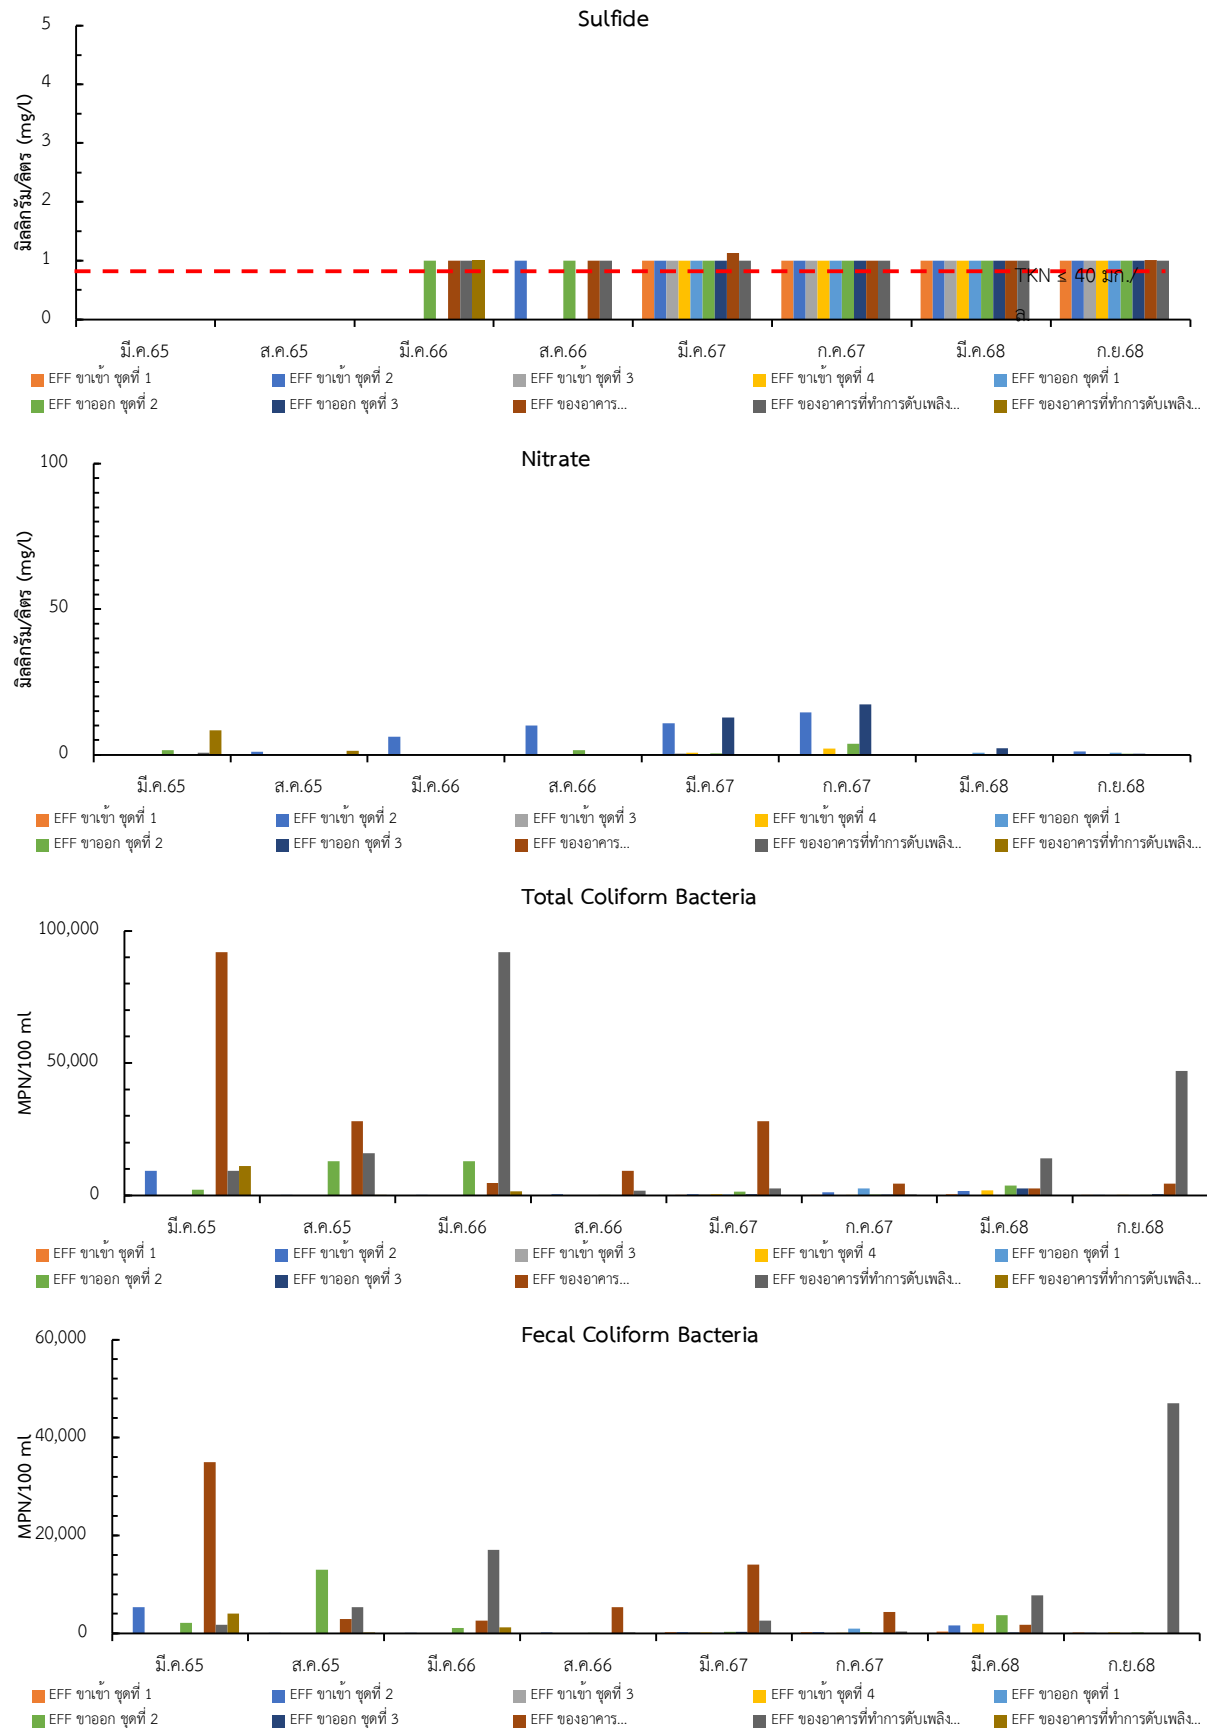 Sulfide
มิลลิกรัม/ลิตร (mg/l)
5
4
3
2
1
0
TKN ≤ 40 มก./
ล.
มี.ค.65 ส.ค.65 มี.ค.66 ส.ค.66 มี.ค.67 ก.ค.67 มี.ค.68 ก.ย.68
EFF ขาเข้า ชุดที่ 1 EFF ขาเข้า ชุดที่ 2 EFF ขาเข้า ชุดที่ 3 EFF ขาเข้า ชุดที่ 4 EFF ขาออก ชุดที่ 1
EFF ขาออก ชุดที่ 2 EFF ขาออก ชุดที่ 3 EFF ของอาคาร... EFF ของอาคารที่ทำการดับเพลิง... EFF ของอาคารที่ทำการดับเพลิง...
Nitrate
มิลลิกรัม/ลิตร (mg/l)
100
50
0
มี.ค.65 ส.ค.65 มี.ค.66 ส.ค.66 มี.ค.67 ก.ค.67 มี.ค.68 ก.ย.68
EFF ขาเข้า ชุดที่ 1 EFF ขาเข้า ชุดที่ 2 EFF ขาเข้า ชุดที่ 3 EFF ขาเข้า ชุดที่ 4 EFF ขาออก ชุดที่ 1
EFF ขาออก ชุดที่ 2 EFF ขาออก ชุดที่ 3 EFF ของอาคาร... EFF ของอาคารที่ทำการดับเพลิง... EFF ของอาคารที่ทำการดับเพลิง...
Total Coliform Bacteria
MPN/100 ml
100,000
50,000
0
มี.ค.65 ส.ค.65 มี.ค.66 ส.ค.66 มี.ค.67 ก.ค.67 มี.ค.68 ก.ย.68
EFF ขาเข้า ชุดที่ 1 EFF ขาเข้า ชุดที่ 2 EFF ขาเข้า ชุดที่ 3 EFF ขาเข้า ชุดที่ 4 EFF ขาออก ชุดที่ 1
EFF ขาออก ชุดที่ 2 EFF ขาออก ชุดที่ 3 EFF ของอาคาร... EFF ของอาคารที่ทำการดับเพลิง... EFF ของอาคารที่ทำการดับเพลิง...
Fecal Coliform Bacteria
MPN/100 ml
60,000
40,000
20,000
0
มี.ค.65 ส.ค.65 มี.ค.66 ส.ค.66 มี.ค.67 ก.ค.67 มี.ค.68 ก.ย.68
EFF ขาเข้า ชุดที่ 1 EFF ขาเข้า ชุดที่ 2 EFF ขาเข้า ชุดที่ 3 EFF ขาเข้า ชุดที่ 4 EFF ขาออก ชุดที่ 1
EFF ขาออก ชุดที่ 2 EFF ขาออก ชุดที่ 3 EFF ของอาคาร... EFF ของอาคารที่ทำการดับเพลิง... EFF ของอาคารที่ทำการดับเพลิง...